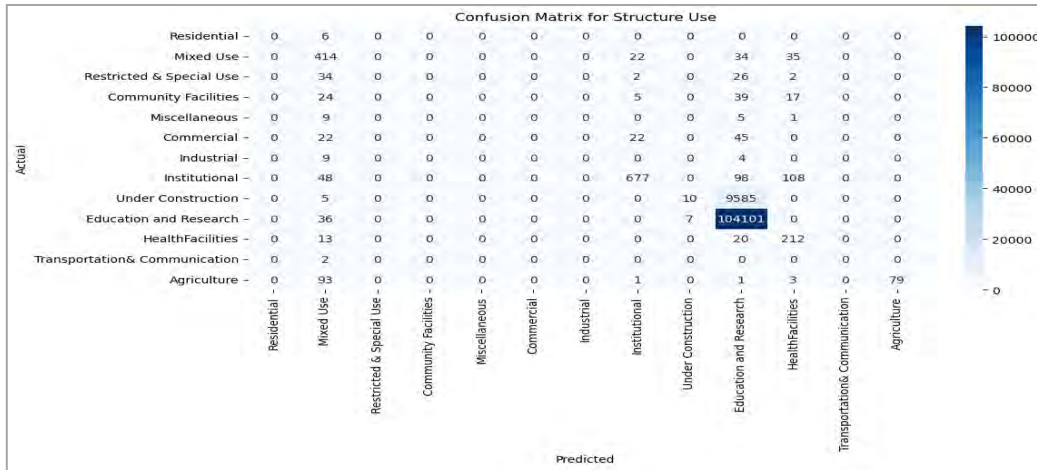 Confusion Matrix for Structure Use
Residential 0 6 0 0 0 0 0 0 0 0 0 0 0
Mixed Use 0 414 0 0 0 0 0 22 0 34 35 0 0
Restricted & Special Use 0 34 0 0 0 0 0 2 0 26 2 0 0
Community Facilities 0 24 0 0 0 0 0 5 0 39 17 0 0
Miscellaneous 0 9 0 0 0 0 0 0 0 5 1 0 0
Commercial 0 22 0 0 0 0 0 22 0 45 0 0 0
Industrial 0 9 0 0 0 0 0 0 0 4 0 0 0
Institutional 0 48 0 0 0 0 0 677 0 98 108 0 0
Under Construction 0 5 0 0 0 0 0 0 10 9585 0 0 0
Education and Research 0 36 0 0 0 0 0 0 7 104101 0 0 0
HealthFacilities 0 13 0 0 0 0 0 0 0 20 212 0 0
Transportation& Communication 0 2 0 0 0 0 0 0 0 0 0 0 0
Agriculture 0 93 0 0 0 0 0 1 0 1 3 0 79
Actual
Residential
Mixed Use
Restricted & Special Use
Community Facilities
Miscellaneous
Commercial
Industrial
Institutional
Under Construction
Education and Research
HealthFacilities
Transportation& Communication
Agriculture
Predicted
100000
80000
60000
40000
20000
0